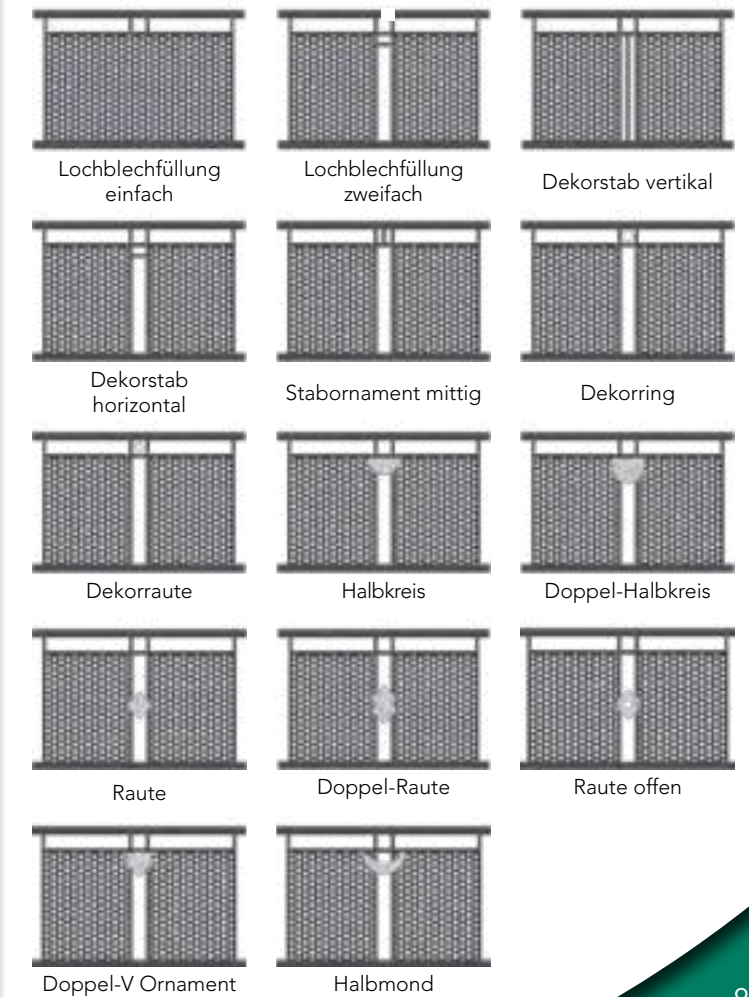 Lochblechfüllung
einfach
Lochblechfüllung
zweifach
Dekorstab vertikal
Dekorstab
horizontal
Stabornament mittig
Dekorring
Dekorraute
Halbkreis
Doppel-Halbkreis
Raute
Doppel-Raute
Raute offen
Doppel-V Ornament
Halbmond